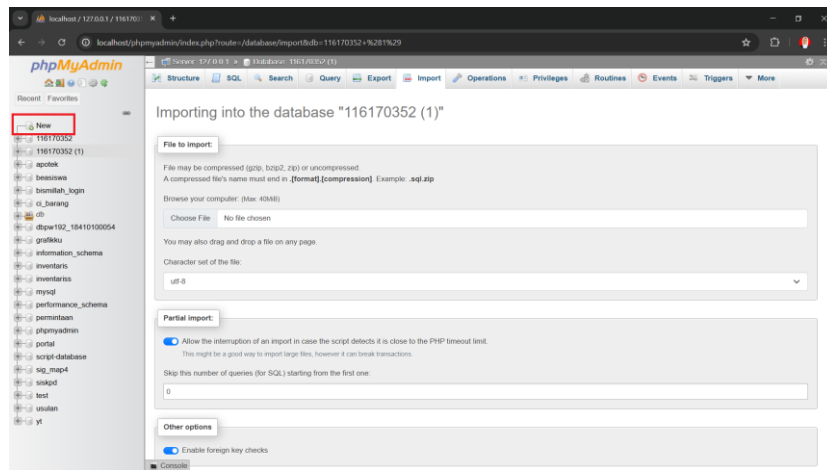 localhost / 127.0.0.1 / 1161703
localhost/phpmyadmin/index.php?route=/database/import&db=116170352+%281%29
phpMyAdmin
Recent Favorites
New
116170352
116170352 (1)
apotek
beasiswa
bismillah_login
ci_barang
db
dbpw192_18410100054
grafikku
information_schema
inventaris
inventariss
mysql
performance_schema
permintaan
phpmyadmin
portal
script-database
sig_map4
siskpd
test
usulan
yt
Server: 127.0.0.1 » Database: 116170352 (1)
Structure SQL Search Query Export Import Operations Privileges Routines Events Triggers More
Importing into the database "116170352 (1)"
File to import:
File may be compressed (gzip, bzip2, zip) or uncompressed.
A compressed file's name must end in .[format].[compression]. Example: .sql.zip
Browse your computer: (Max: 40MiB)
Choose File No file chosen
You may also drag and drop a file on any page.
Character set of the file:
utf-8
Partial import:
Allow the interruption of an import in case the script detects it is close to the PHP timeout limit.
This might be a good way to import large files, however it can break transactions.
Skip this number of queries (for SQL) starting from the first one:
0
Other options
Enable foreign key checks
Console